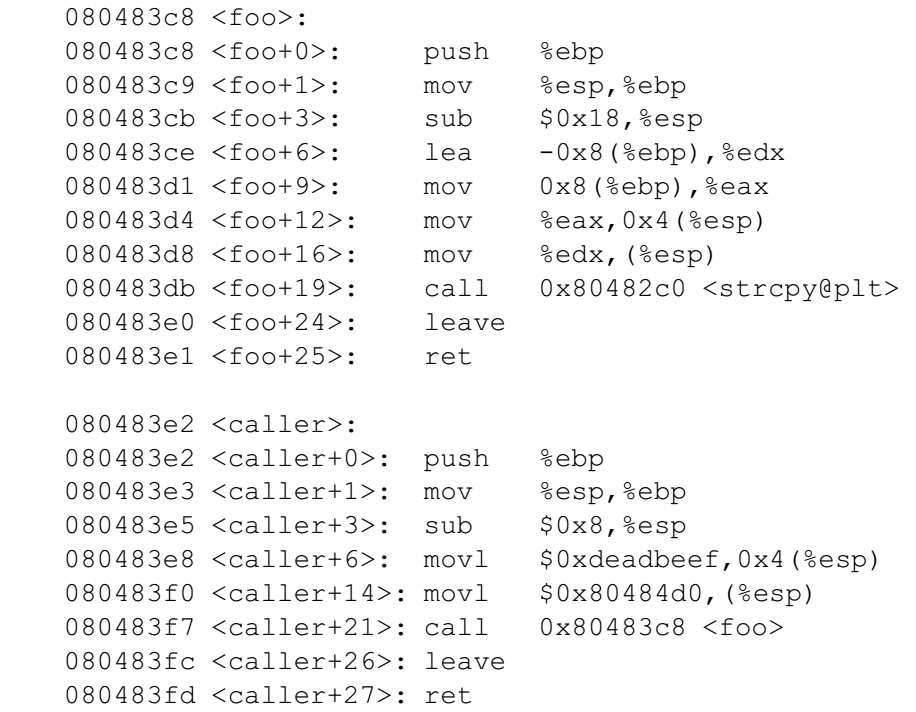 080483c8 <foo>:
080483c8 <foo+0>: push %ebp
080483c9 <foo+1>: mov %esp,%ebp
080483cb <foo+3>: sub $0x18,%esp
080483ce <foo+6>: lea -0x8(%ebp),%edx
080483d1 <foo+9>: mov 0x8(%ebp),%eax
080483d4 <foo+12>: mov %eax,0x4(%esp)
080483d8 <foo+16>: mov %edx,(%esp)
080483db <foo+19>: call 0x80482c0 <strcpy@plt>
080483e0 <foo+24>: leave
080483e1 <foo+25>: ret
080483e2 <caller>:
080483e2 <caller+0>: push %ebp
080483e3 <caller+1>: mov %esp,%ebp
080483e5 <caller+3>: sub $0x8,%esp
080483e8 <caller+6>: movl $0xdeadbeef,0x4(%esp)
080483f0 <caller+14>: movl $0x80484d0,(%esp)
080483f7 <caller+21>: call 0x80483c8 <foo>
080483fc <caller+26>: leave
080483fd <caller+27>: ret